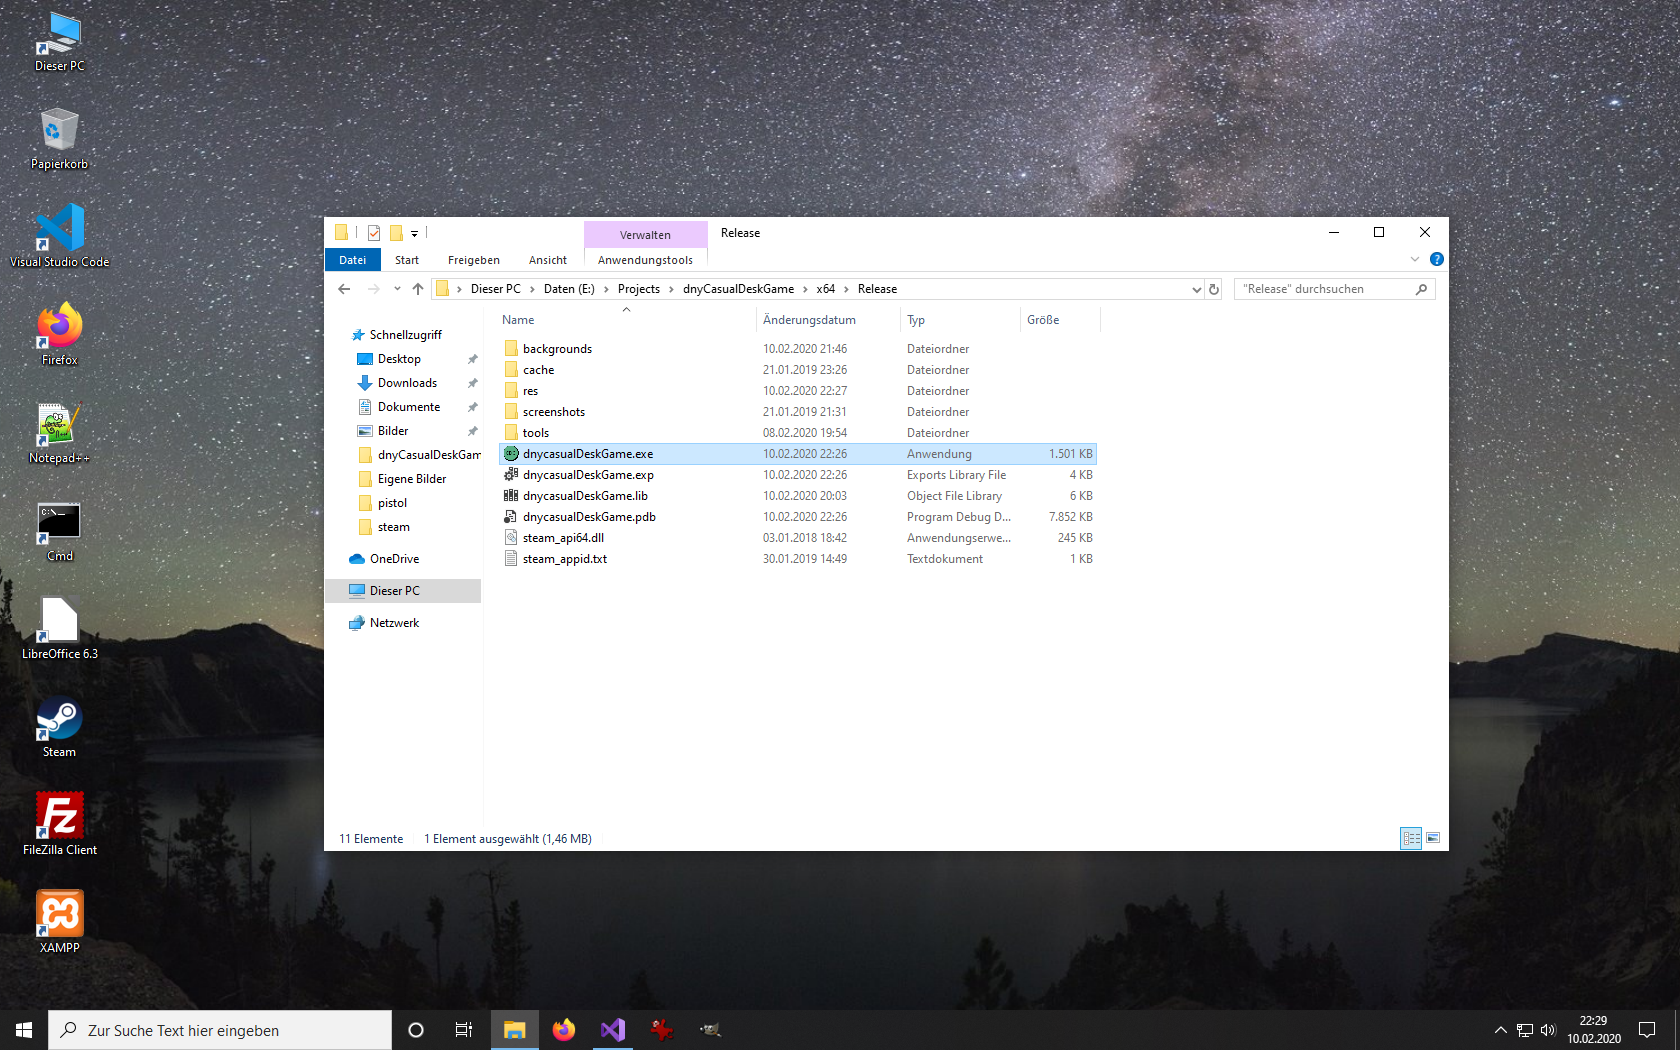 Dieser PC
Papierkorb
Visual Studio Code
Firefox
Notepad++
C:\_
Cmd
LibreOffice 6.3
Steam
Fz
FileZilla Client
XAMPP
Verwalten
Release
Datei
Start
Freigeben
Ansicht
Anwendungstools
?
Dieser PC
Daten (E:)
Projects
dnyCasualDeskGame
x64
Release
"Release" durchsuchen
Schnellzugriff
Desktop
Downloads
Dokumente
Bilder
dnyCasualDeskGam
Eigene Bilder
pistol
steam
OneDrive
Dieser PC
Netzwerk
Name Änderungsdatum Typ Größe
backgrounds 10.02.2020 21:46 Dateiordner
cache 21.01.2019 23:26 Dateiordner
res 10.02.2020 22:27 Dateiordner
screenshots 21.01.2019 21:31 Dateiordner
tools 08.02.2020 19:54 Dateiordner
dnycasualDeskGame.exe 10.02.2020 22:26 Anwendung 1.501 KB
dnycasualDeskGame.exp 10.02.2020 22:26 Exports Library File 4 KB
dnycasualDeskGame.lib 10.02.2020 20:03 Object File Library 6 KB
dnycasualDeskGame.pdb 10.02.2020 22:26 Program Debug D... 7.852 KB
steam_api64.dll 03.01.2018 18:42 Anwendungserwe... 245 KB
steam_appid.txt 30.01.2019 14:49 Textdokument 1 KB
11 Elemente 1 Element ausgewählt (1,46 MB)
Zur Suche Text hier eingeben
22:29
10.02.2020